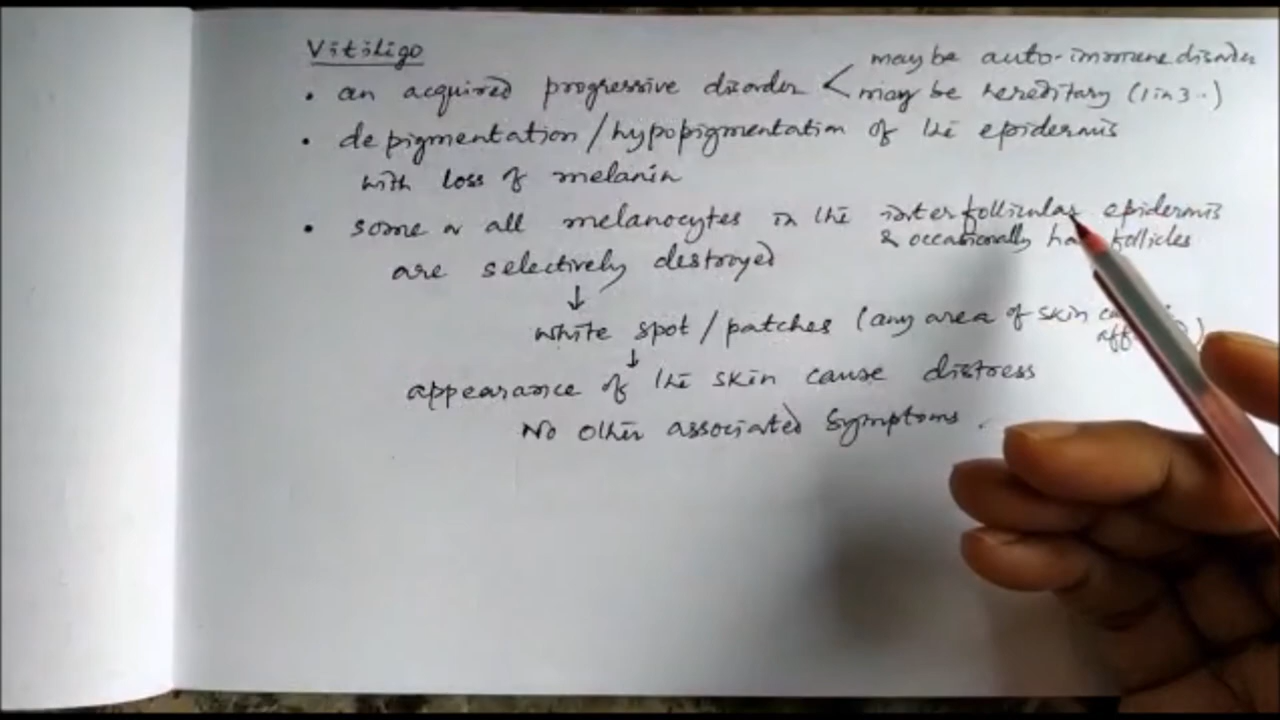 Vitiligo
may be auto-immune disorder
• an acquired progressive disorder <
may be hereditary (1 in 3.)
• depigmentation/hypopigmentation of the epidermis
with loss of melanin
• some or all melanocytes in the interfollicular epidermis
& occasionally follicles
are selectively destroyed
↓
white spot/patches (any area of skin
↓
appearance of the skin cause distress
No other associated symptoms.